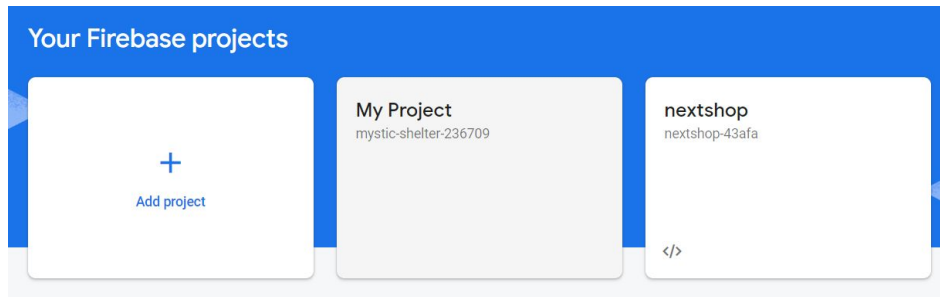 Your Firebase projects
Add project
My Project
mystic-shelter-236709
nextshop
nextshop-43afa
</>